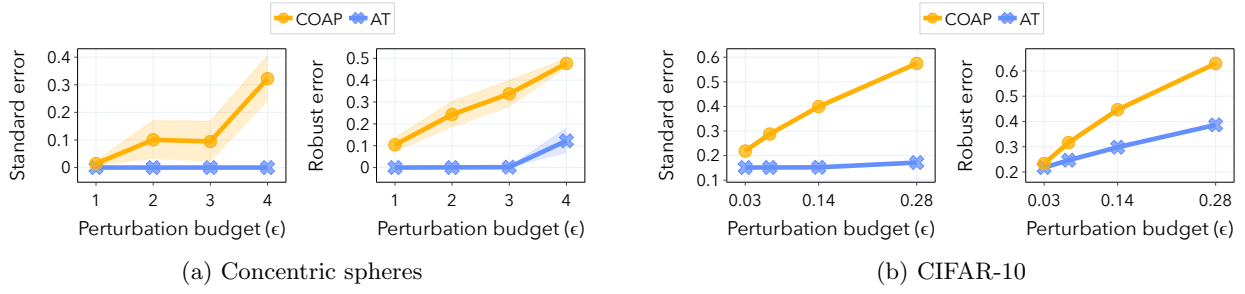 COAP AT
Standard error
0.4
0.3
0.2
0.1
0
1 2 3 4
Perturbation budget (ϵ)
Robust error
0.5
0.4
0.3
0.2
0.1
0
1 2 3 4
Perturbation budget (ϵ)
(a) Concentric spheres
COAP AT
Standard error
0.6
0.5
0.4
0.3
0.2
0.1
0.03 0.14 0.28
Perturbation budget (ϵ)
Robust error
0.6
0.5
0.4
0.3
0.2
0.03 0.14 0.28
Perturbation budget (ϵ)
(b) CIFAR-10